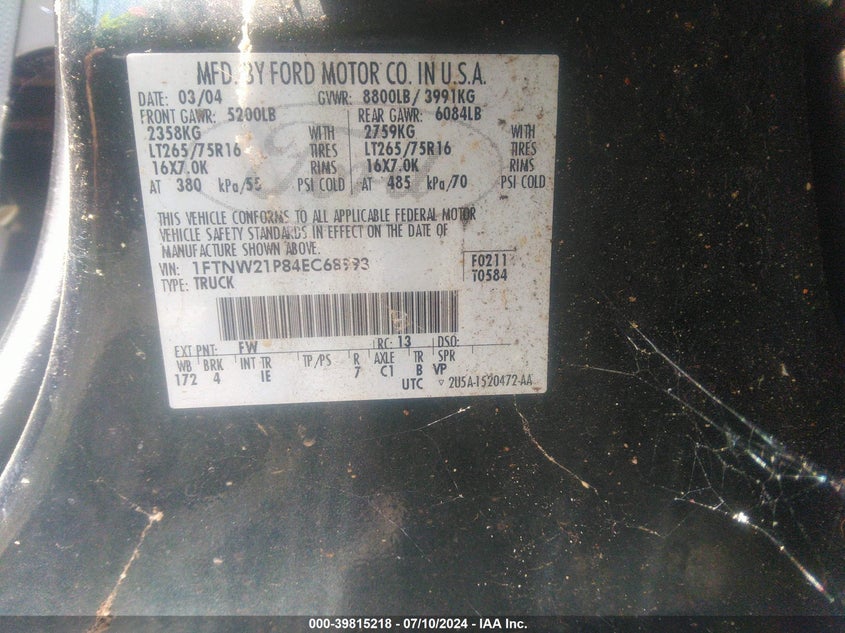 MFD. BY FORD MOTOR CO. IN U.S.A.
DATE: 03/04 GVWR: 8800LB/ 3991KG
FRONT GAWR: 5200LB REAR GAWR: 6084LB
2358KG WITH 2759KG WITH
LT265/75R16 TIRES LT265/75R16 TIRES
16X7.0K RIMS 16X7.0K RIMS
AT 380 kPa/55 PSI COLD AT 485 kPa/70 PSI COLD
Ford
THIS VEHICLE CONFORMS TO ALL APPLICABLE FEDERAL MOTOR
VEHICLE SAFETY STANDARDS IN EFFECT ON THE DATE OF
MANUFACTURE SHOWN ABOVE.
VIN: 1FTNW21P84EC68993 F0211
TYPE: TRUCK T0584
EXT PNT: FW RC: 13 DSO:
WB BRK INT TR TP/PS R AXLE TR SPR
172 4 IE 7 C1 B VP
UTC ▽ 2U5A-1520472-AA
000-39815218 - 07/10/2024 - IAA Inc.